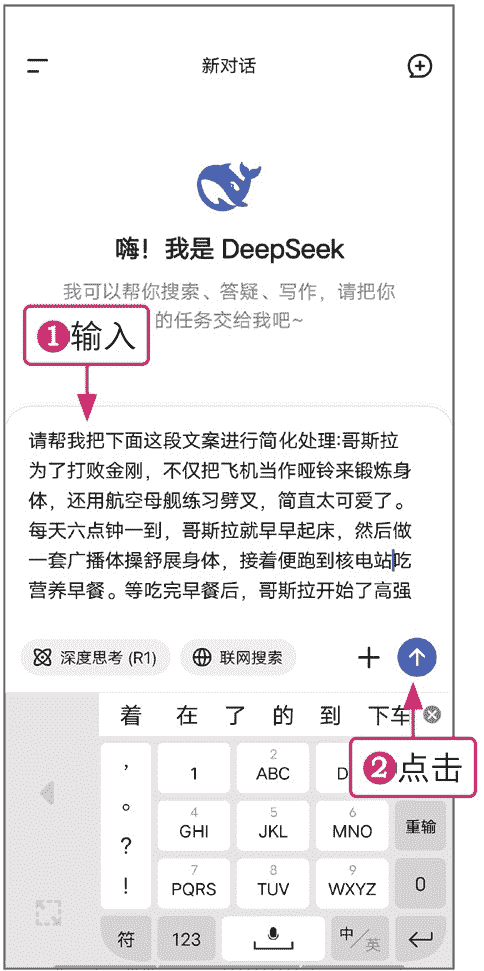 新对话
嗨！我是 DeepSeek
我可以帮你搜索、答疑、写作，请把你
的任务交给我吧~
❶输入
请帮我把下面这段文案进行简化处理:哥斯拉
为了打败金刚，不仅把飞机当作哑铃来锻炼身
体，还用航空母舰练习劈叉，简直太可爱了。
每天六点钟一到，哥斯拉就早早起床，然后做
一套广播体操舒展身体，接着便跑到核电站吃
营养早餐。等吃完早餐后，哥斯拉开始了高强
深度思考 (R1) 联网搜索
着 在 了 的 到 下车
❷点击
， 1 2 ABC D
。 4 GHI 5 JKL 6 MNO 重输
？
！ 7 PQRS 8 TUV 9 WXYZ 0
符 123 中/英